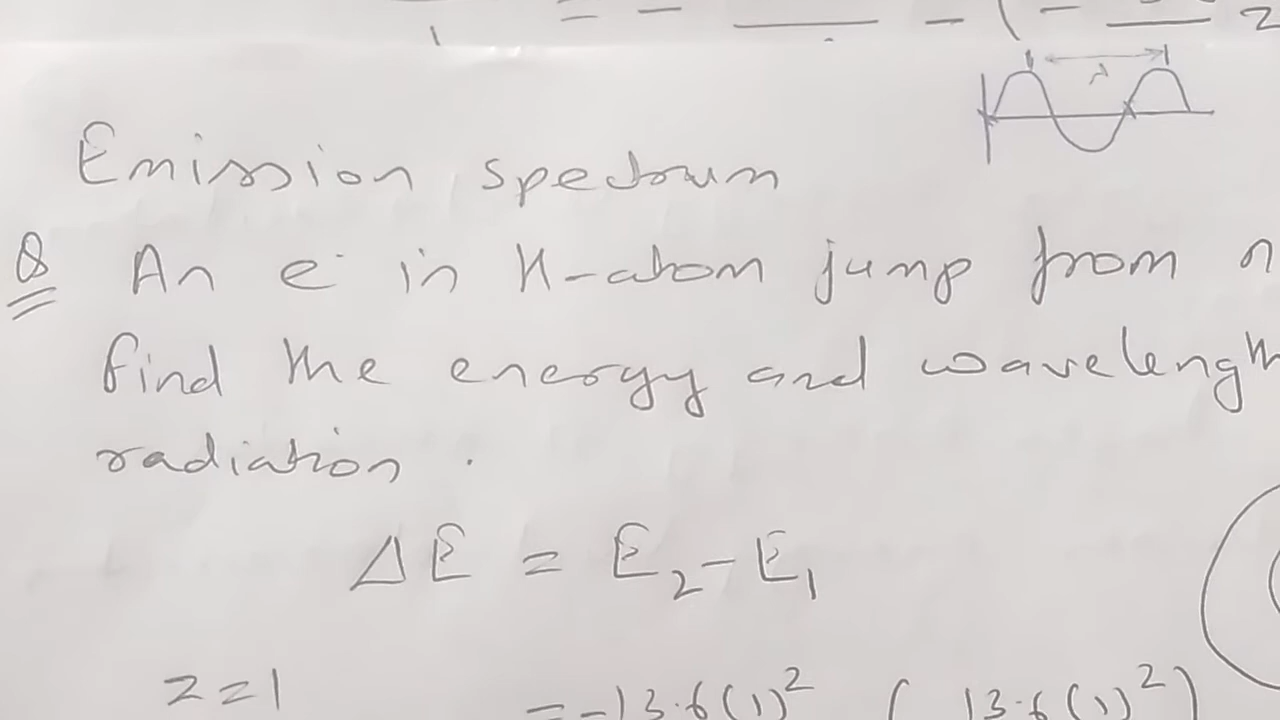 = - - (- 2
λ
Emission spectrum
Q An e⁻ in H-atom jump from n
find the energy and wavelength
radiation .
ΔE = E₂-E₁
z=1 = -13.6(1)² ( 13.6(1)²)